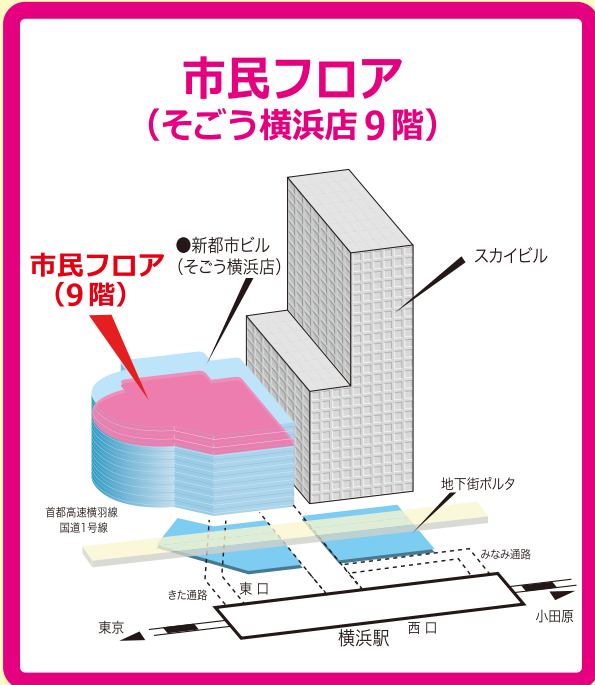 市民フロア
（そごう横浜店９階）
●新都市ビル
（そごう横浜店）
スカイビル
市民フロア
（9階）
地下街ポルタ
首都高速横羽線
国道1号線
みなみ通路
きた通路
東口
小田原
東京
横浜駅
西口